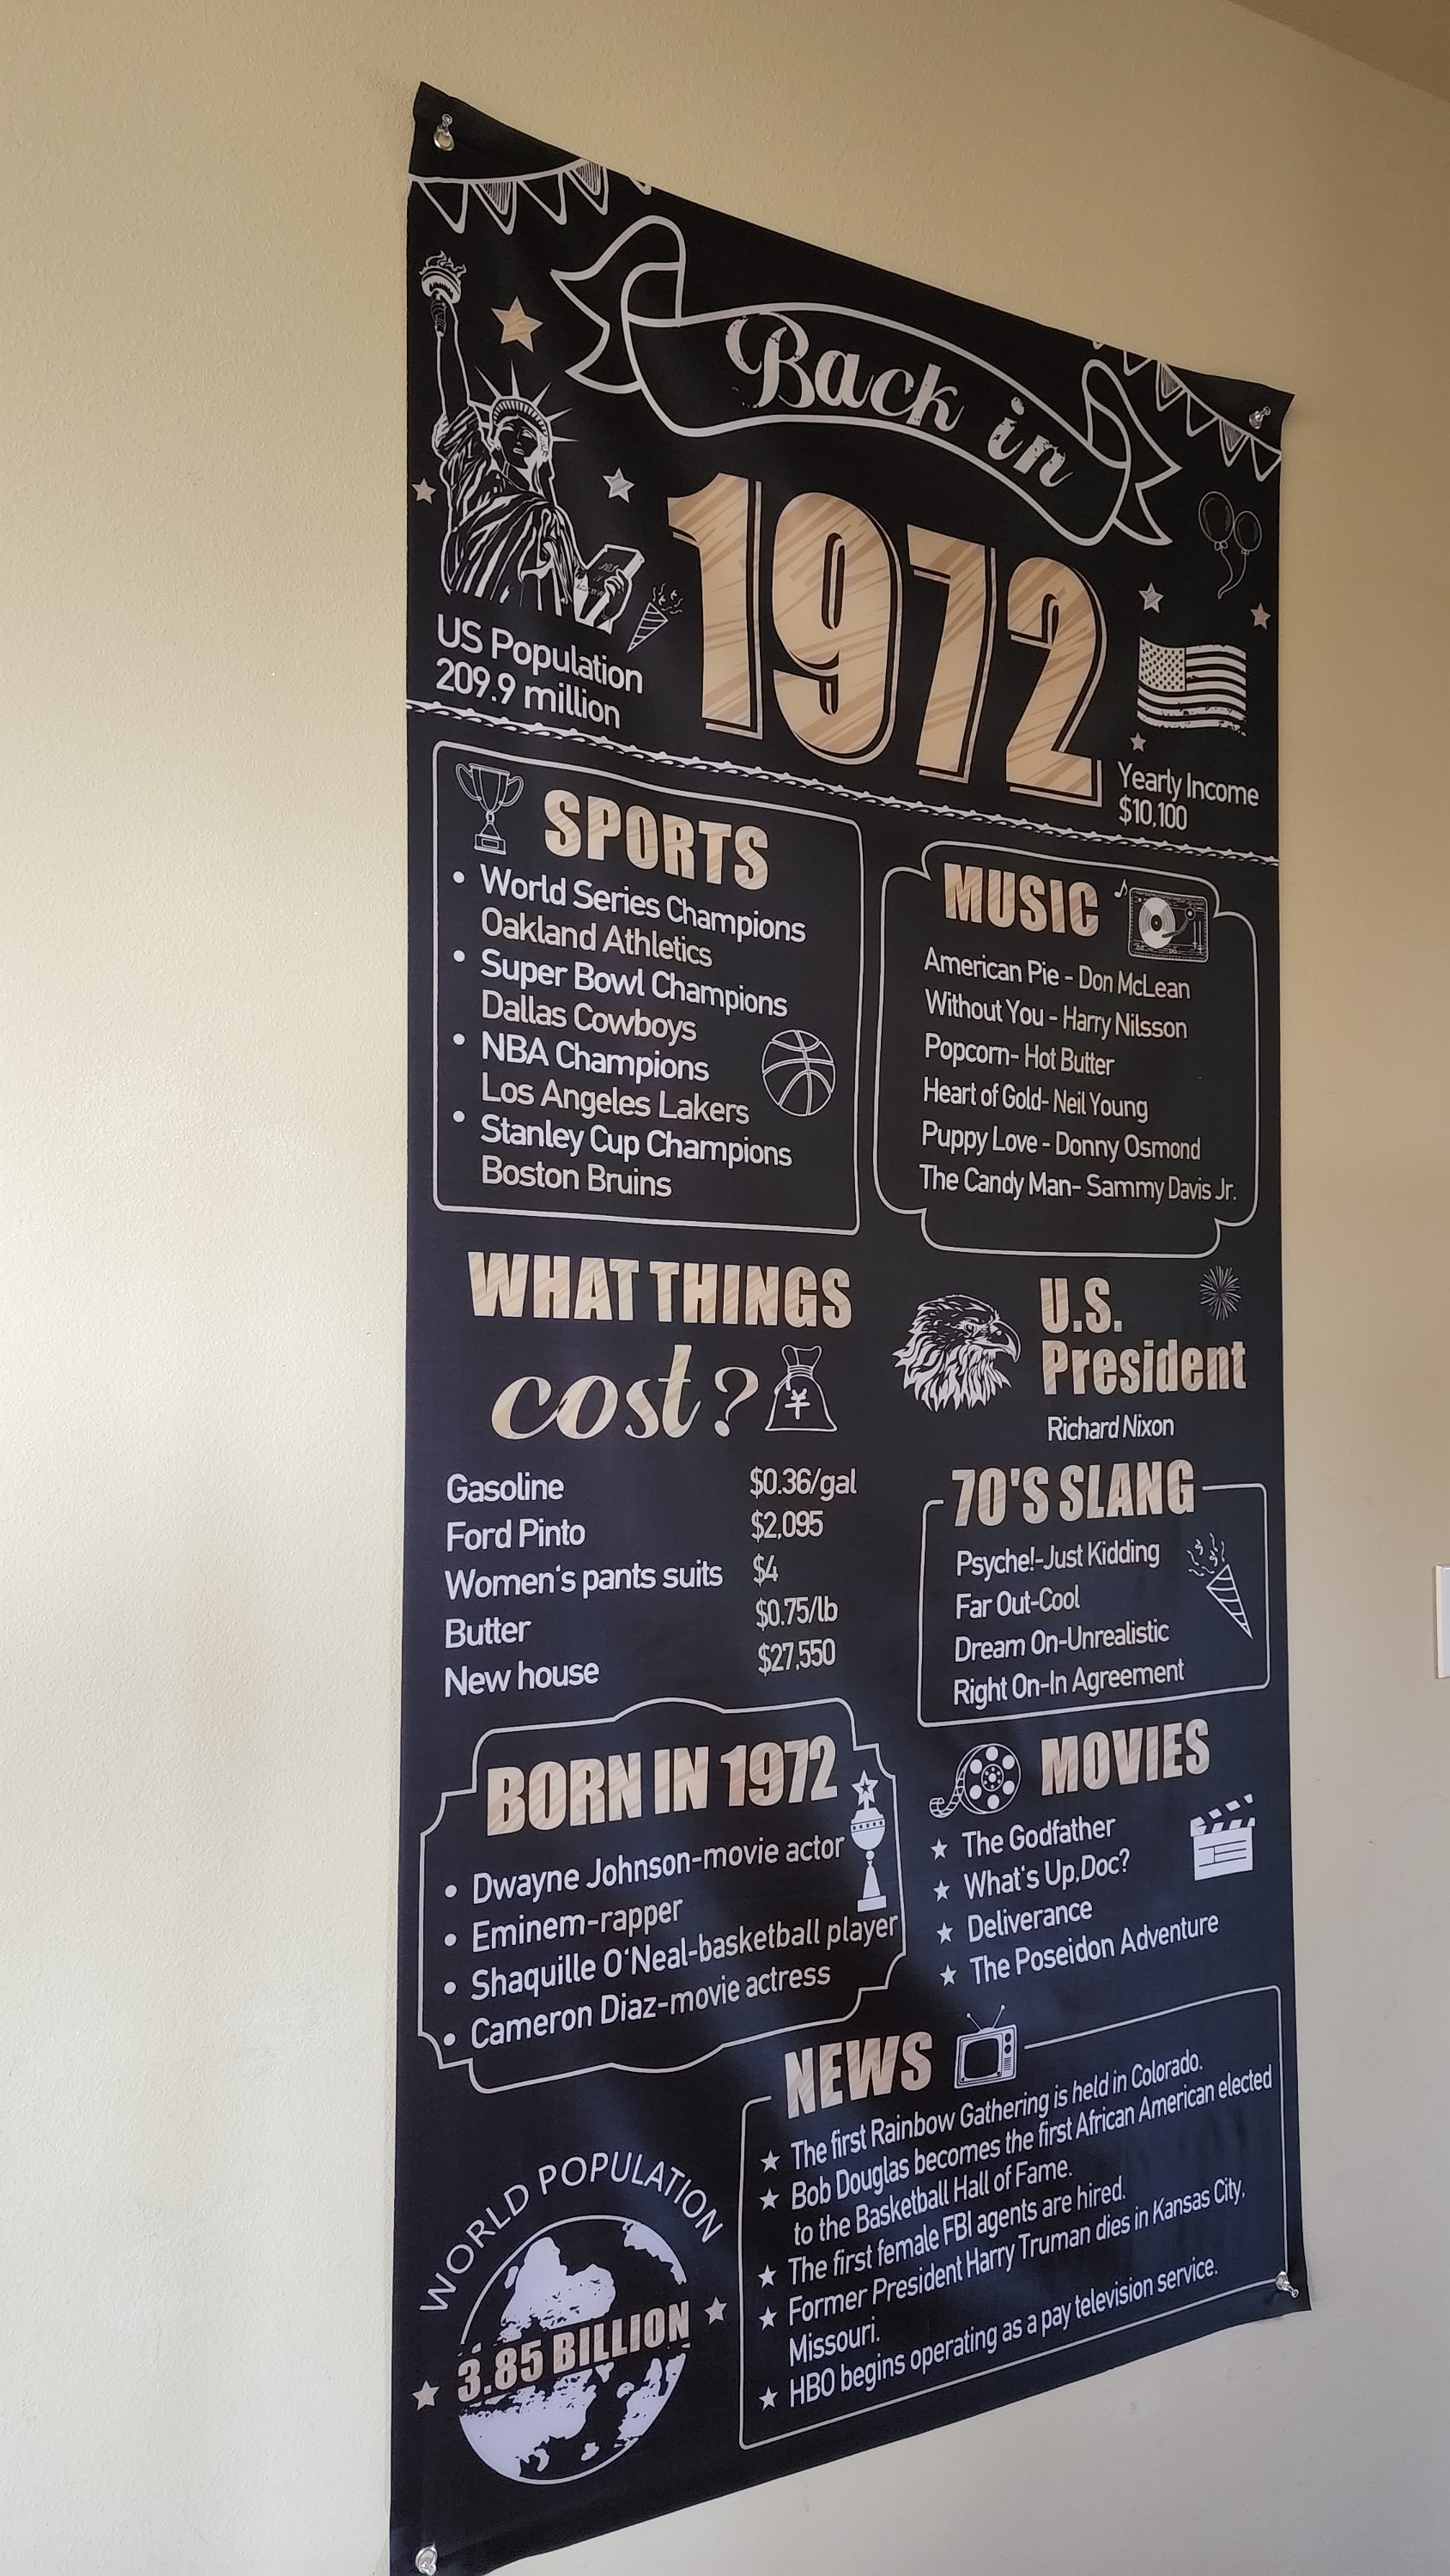 Back in
1972
US Population
209.9 million
Yearly Income
$10,100
SPORTS
• World Series Champions
Oakland Athletics
• Super Bowl Champions
Dallas Cowboys
• NBA Champions
Los Angeles Lakers
• Stanley Cup Champions
Boston Bruins
MUSIC
American Pie - Don McLean
Without You - Harry Nilsson
Popcorn- Hot Butter
Heart of Gold- Neil Young
Puppy Love - Donny Osmond
The Candy Man- Sammy Davis Jr.
WHAT THINGS
cost?
¥
Gasoline $0.36/gal
Ford Pinto $2,095
Women's pants suits $4
Butter $0.75/lb
New house $27,550
U.S.
President
Richard Nixon
70'S SLANG
Psyche!-Just Kidding
Far Out-Cool
Dream On-Unrealistic
Right On-In Agreement
BORN IN 1972
• Dwayne Johnson-movie actor
• Eminem-rapper
• Shaquille O'Neal-basketball player
• Cameron Diaz-movie actress
MOVIES
★ The Godfather
★ What's Up,Doc?
★ Deliverance
★ The Poseidon Adventure
WORLD POPULATION
3.85 BILLION
NEWS
★ The first Rainbow Gathering is held in Colorado.
★ Bob Douglas becomes the first African American elected
to the Basketball Hall of Fame.
★ The first female FBI agents are hired.
★ Former President Harry Truman dies in Kansas City,
Missouri.
★ HBO begins operating as a pay television service.